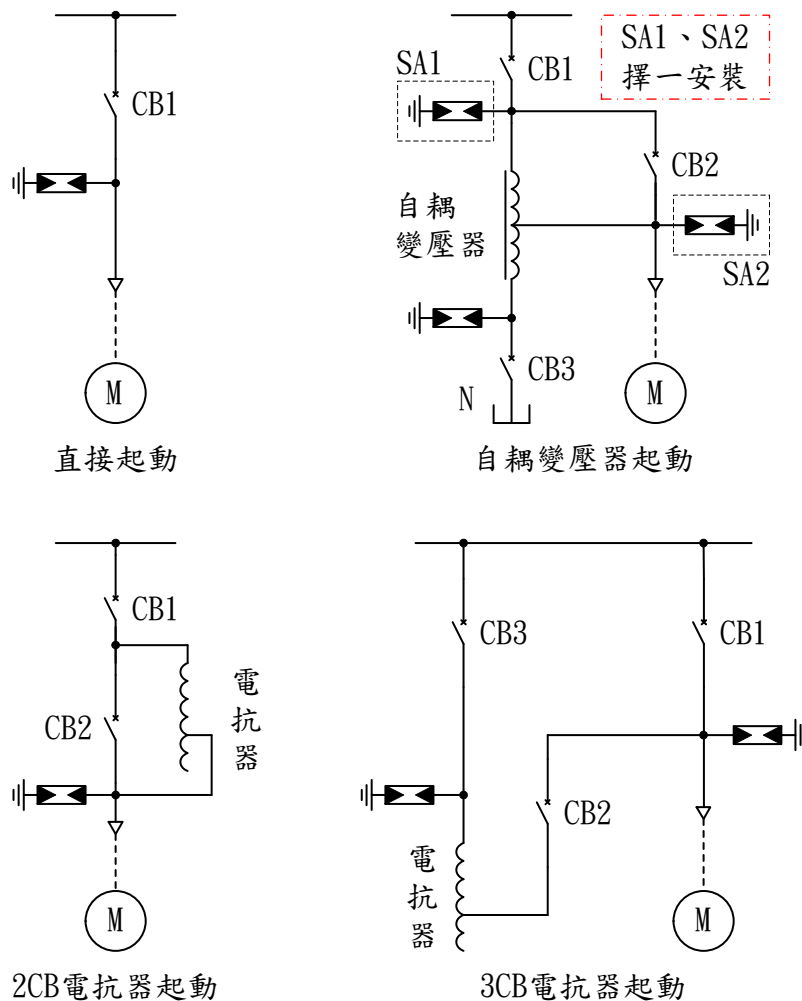 CB1
M
直接起動
SA1
CB1
SA1、SA2
擇一安裝
CB2
自耦
變壓器
SA2
CB3
N
M
自耦變壓器起動
CB1
CB2
電
抗
器
M
2CB電抗器起動
CB3
CB1
CB2
電
抗
器
M
3CB電抗器起動